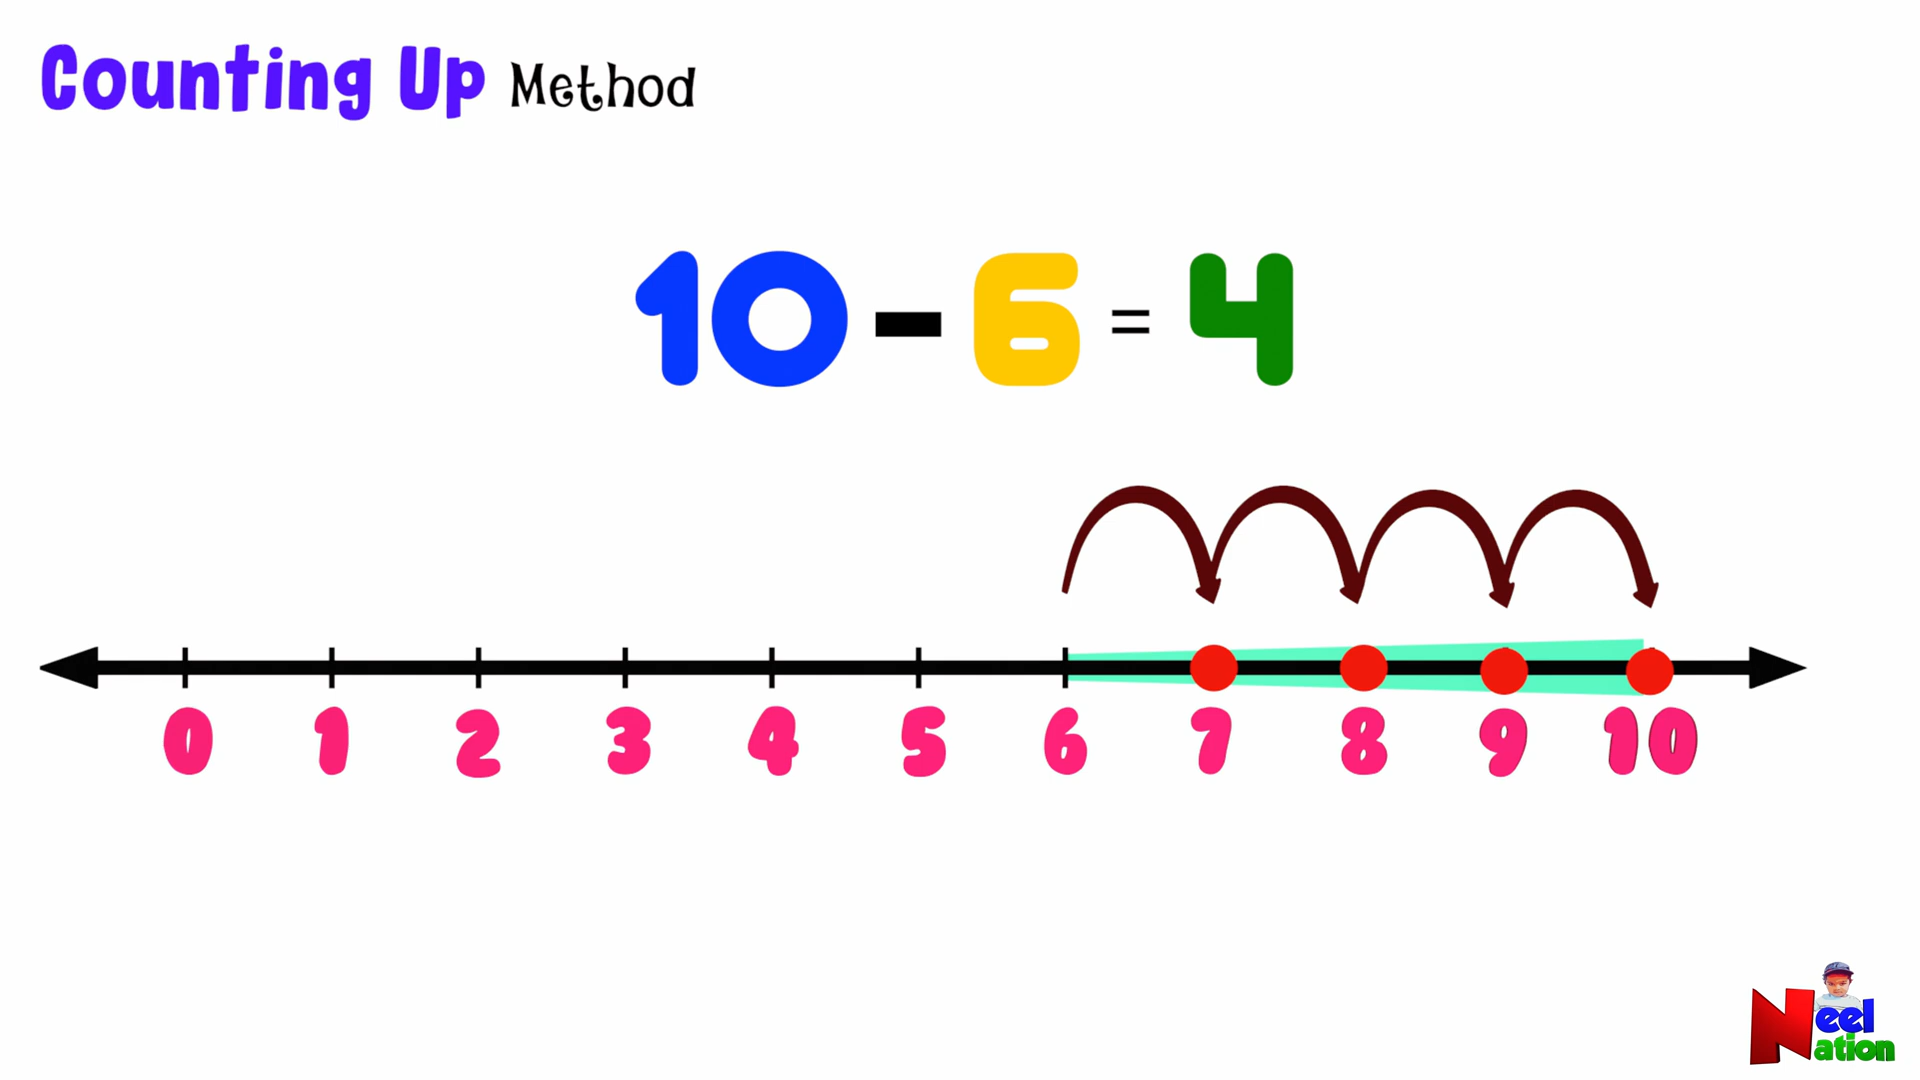 Counting Up Method
10 - 6 = 4
0 1 2 3 4 5 6 7 8 9 10
Neel
Nation